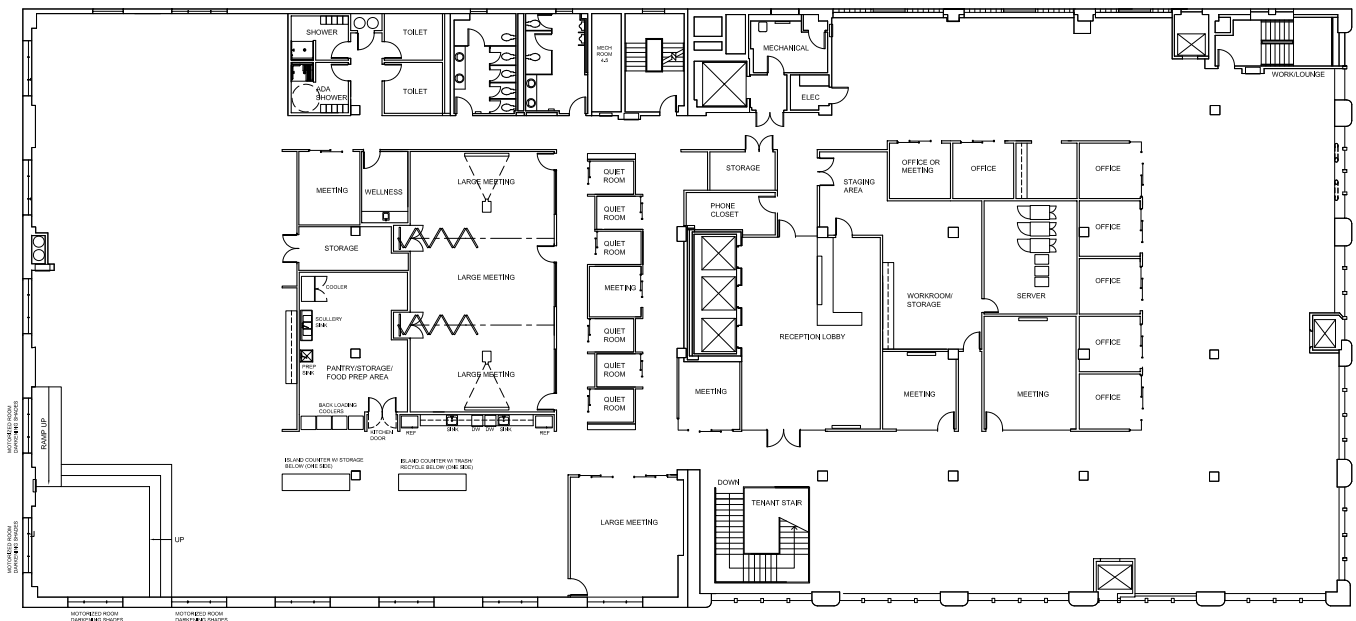 SHOWER
TOILET
MECH
ROOM
4.5
MECHANICAL
WORK/LOUNGE
ADA
SHOWER
TOILET
ELEC
MEETING
WELLNESS
LARGE MEETING
QUIET
ROOM
STORAGE
STAGING
AREA
OFFICE OR
MEETING
OFFICE
OFFICE
PHONE
CLOSET
QUIET
ROOM
OFFICE
STORAGE
QUIET
ROOM
LARGE MEETING
COOLER
MEETING
OFFICE
SERVER
WORKROOM/
STORAGE
SCULLERY
SINK
QUIET
ROOM
RECEPTION LOBBY
OFFICE
PREP
SINK
PANTRY/STORAGE/
FOOD PREP AREA
LARGE MEETING
QUIET
ROOM
MEETING
MEETING
MEETING
OFFICE
QUIET
ROOM
BACK LOADING
COOLERS
KITCHEN
DOOR
REF
SINK
DW
DW
SINK
REF
MOTORIZED ROOM
DARKENING SHADES
RAMP UP
ISLAND COUNTER W/ STORAGE
BELOW (ONE SIDE)
ISLAND COUNTER W/ TRASH/
RECYCLE BELOW (ONE SIDE)
DOWN
TENANT STAIR
LARGE MEETING
UP
MOTORIZED ROOM
DARKENING SHADES
MOTORIZED ROOM
DARKENING SHADES
MOTORIZED ROOM
DARKENING SHADES